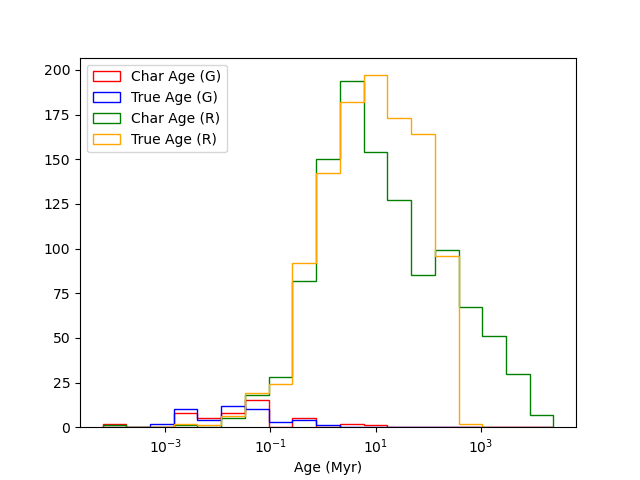 200
175
150
125
100
75
50
25
0
Char Age (G)
True Age (G)
Char Age (R)
True Age (R)
10⁻³
10⁻¹
10¹
10³
Age (Myr)